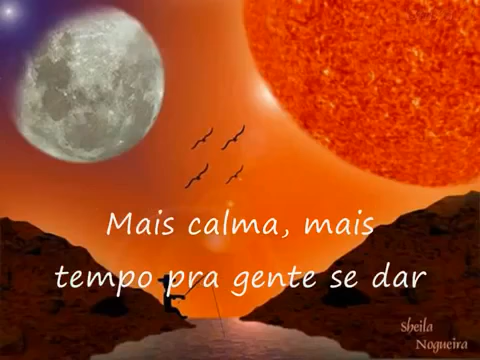 Mais calma, mais
tempo pra gente se dar
Sheila
Nogueira